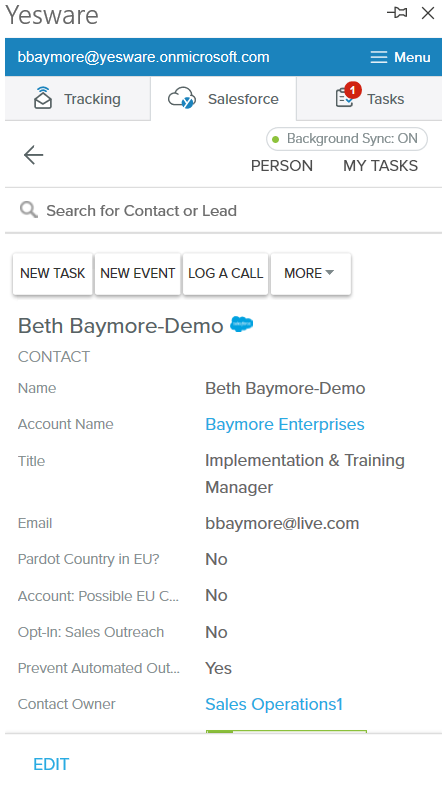 Yesware
bbaymore@yesware.onmicrosoft.com Menu
Tracking Salesforce 1 Tasks
Background Sync: ON
PERSON MY TASKS
Search for Contact or Lead
NEW TASK NEW EVENT LOG A CALL MORE
Beth Baymore-Demo
CONTACT
Name Beth Baymore-Demo
Account Name Baymore Enterprises
Title Implementation & Training
Manager
Email bbaymore@live.com
Pardot Country in EU? No
Account: Possible EU C... No
Opt-In: Sales Outreach No
Prevent Automated Out... Yes
Contact Owner Sales Operations1
EDIT